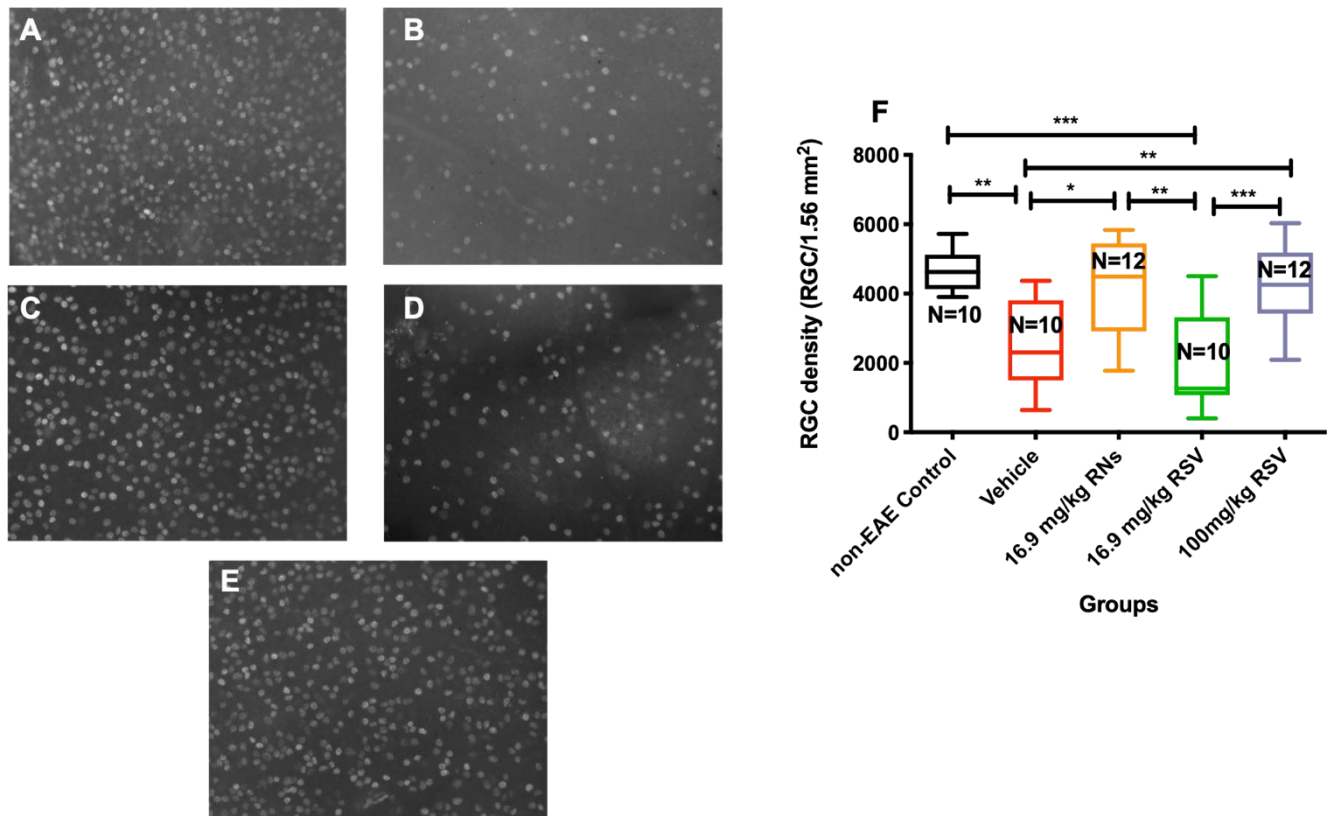 A
B
C
D
E
F
***
**
**
*
**
***
8000
6000
4000
2000
0
RGC density (RGC/1.56 mm²)
N=10
N=10
N=12
N=10
N=12
non-EAE Control
Vehicle
16.9 mg/kg RNs
16.9 mg/kg RSV
100mg/kg RSV
Groups